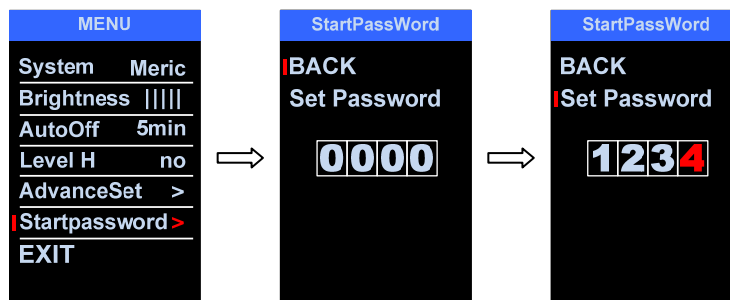 MENU
System Meric
Brightness |||||
AutoOff 5min
Level H no
AdvanceSet >
Startpassword >
EXIT
StartPassWord
BACK
Set Password
0000
StartPassWord
BACK
Set Password
1234